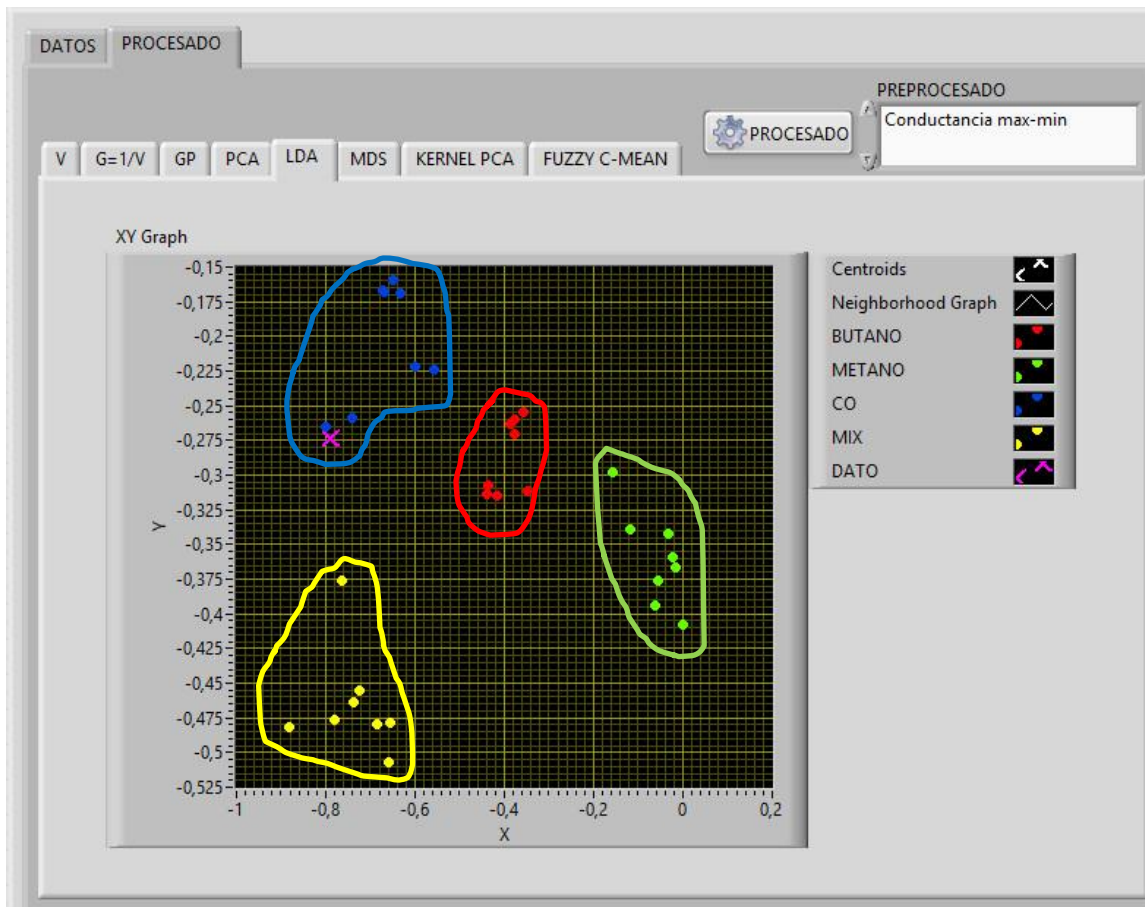 DATOS PROCESADO
PREPROCESADO
PROCESADO
Conductancia max-min
V G=1/V GP PCA LDA MDS KERNEL PCA FUZZY C-MEAN
XY Graph
-0,15
-0,175
-0,2
-0,225
-0,25
-0,275
-0,3
-0,325
-0,35
-0,375
-0,4
-0,425
-0,45
-0,475
-0,5
-0,525
Y
-1 -0,8 -0,6 -0,4 -0,2 0 0,2
X
Centroids
Neighborhood Graph
BUTANO
METANO
CO
MIX
DATO